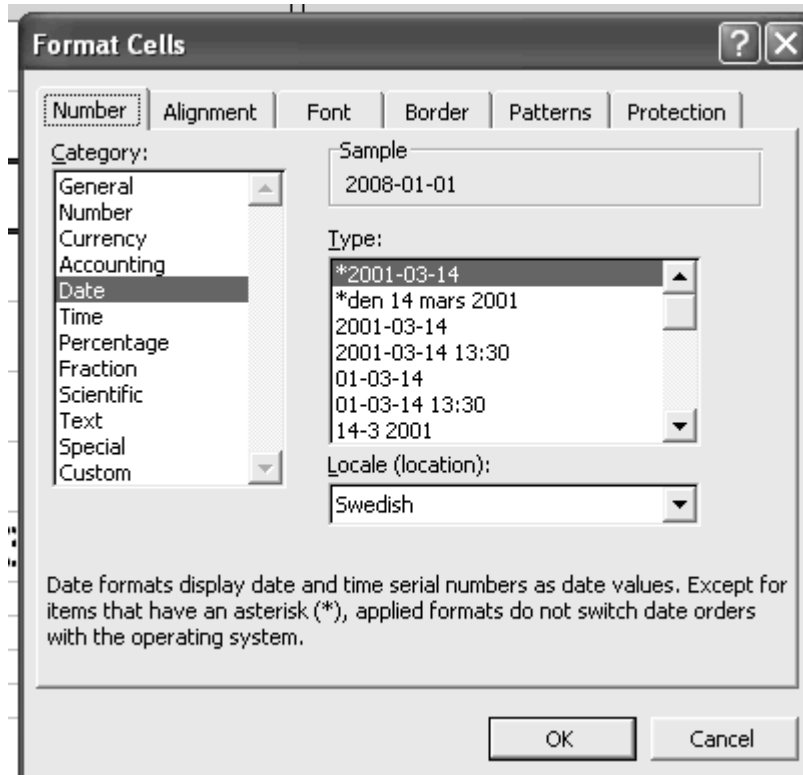 Format Cells
Number Alignment Font Border Patterns Protection
Category:
General
Number
Currency
Accounting
Date
Time
Percentage
Fraction
Scientific
Text
Special
Custom
Sample
2008-01-01
Type:
*2001-03-14
*den 14 mars 2001
2001-03-14
2001-03-14 13:30
01-03-14
01-03-14 13:30
14-3 2001
Locale (location):
Swedish
Date formats display date and time serial numbers as date values. Except for
items that have an asterisk (*), applied formats do not switch date orders
with the operating system.
OK Cancel